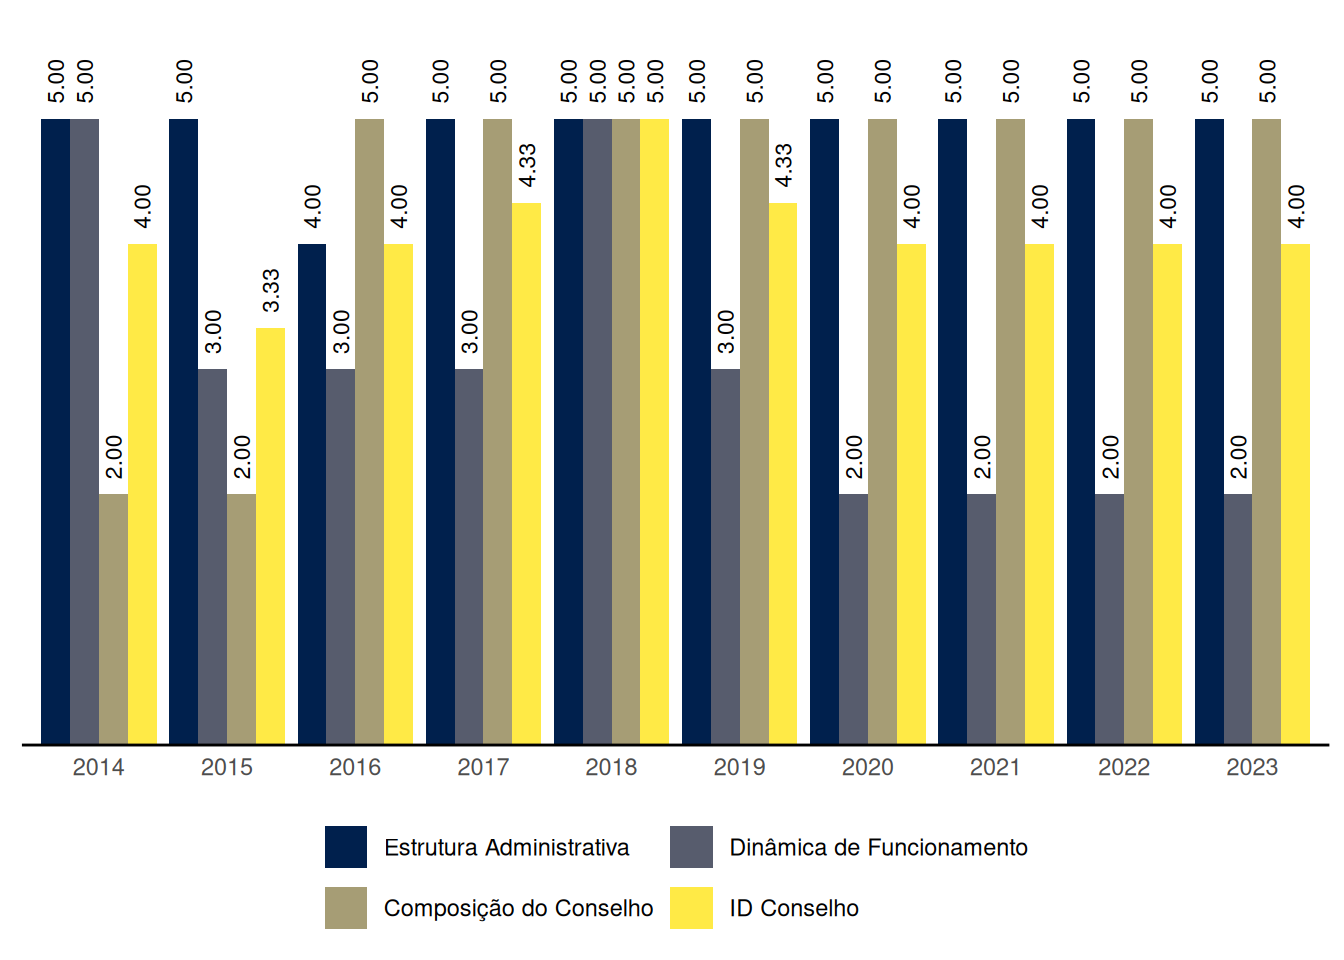 5.00 5.00 2.00 4.00
5.00 3.00 2.00 3.33
4.00 3.00 5.00 4.00
5.00 3.00 5.00 4.33
5.00 5.00 5.00 5.00
5.00 3.00 5.00 4.33
5.00 2.00 5.00 4.00
5.00 2.00 5.00 4.00
5.00 2.00 5.00 4.00
5.00 2.00 5.00 4.00
2014 2015 2016 2017 2018 2019 2020 2021 2022 2023
Estrutura Administrativa Dinâmica de Funcionamento
Composição do Conselho ID Conselho